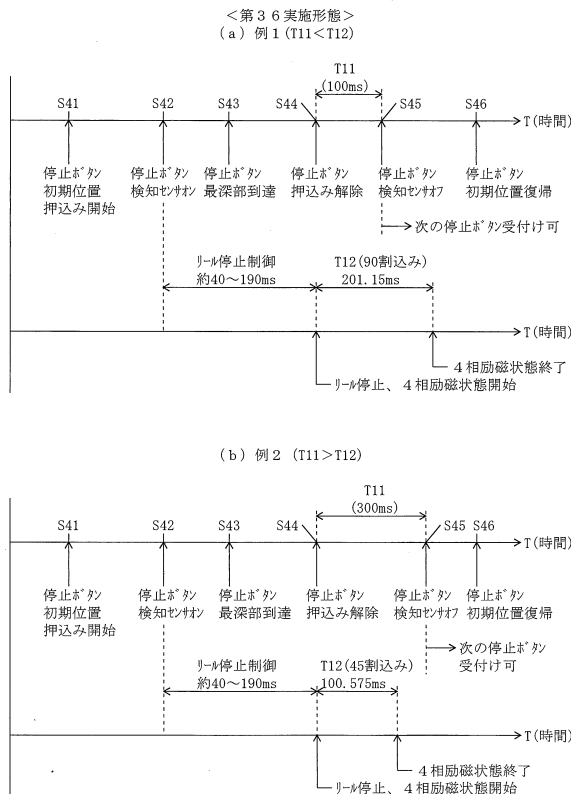 ＜第３６実施形態＞
(a) 例１(T11＜T12)
T11
(100ms)
S41
S42
S43
S44
S45
S46
T(時間)
停止ﾎﾞﾀﾝ
初期位置
押込み開始
停止ﾎﾞﾀﾝ
検知ｾﾝｻｵﾝ
停止ﾎﾞﾀﾝ
最深部到達
停止ﾎﾞﾀﾝ
押込み解除
停止ﾎﾞﾀﾝ
検知ｾﾝｻｵﾌ
停止ﾎﾞﾀﾝ
初期位置復帰
次の停止ﾎﾞﾀﾝ受付け可
ﾘｰﾙ停止制御
約40～190ms
T12(90割込み)
201.15ms
T(時間)
４相励磁状態終了
ﾘｰﾙ停止、４相励磁状態開始
(b) 例２ (T11＞T12)
T11
(300ms)
S41
S42
S43
S44
S45
S46
T(時間)
停止ﾎﾞﾀﾝ
初期位置
押込み開始
停止ﾎﾞﾀﾝ
検知ｾﾝｻｵﾝ
停止ﾎﾞﾀﾝ
最深部到達
停止ﾎﾞﾀﾝ
押込み解除
停止ﾎﾞﾀﾝ
検知ｾﾝｻｵﾌ
停止ﾎﾞﾀﾝ
初期位置復帰
次の停止ﾎﾞﾀﾝ
受付け可
ﾘｰﾙ停止制御
約40～190ms
T12(45割込み)
100.575ms
T(時間)
４相励磁状態終了
ﾘｰﾙ停止、４相励磁状態開始